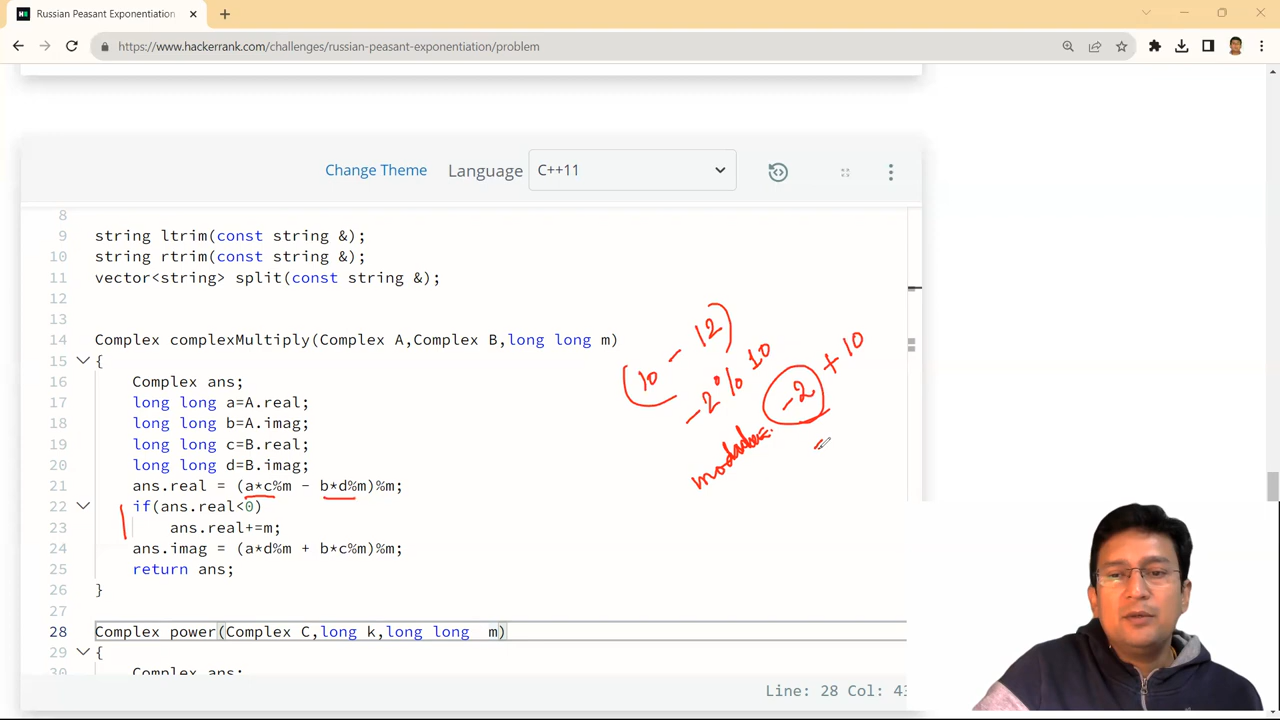 Russian Peasant Exponentiation
https://www.hackerrank.com/challenges/russian-peasant-exponentiation/problem
Change Theme Language C++11
8
9 string ltrim(const string &);
10 string rtrim(const string &);
11 vector<string> split(const string &);
12
13
14 Complex complexMultiply(Complex A,Complex B,long long m)
15 {
16 Complex ans;
17 long long a=A.real;
18 long long b=A.imag;
19 long long c=B.real;
20 long long d=B.imag;
21 ans.real = (a*c%m - b*d%m)%m;
22 if(ans.real<0)
23 ans.real+=m;
24 ans.imag = (a*d%m + b*c%m)%m;
25 return ans;
26 }
27
28 Complex power(Complex C,long k,long long m)
29 {
30 Complex ans;
(10 - 12)
-2 % 10
-2 + 10
Line: 28 Col: 43